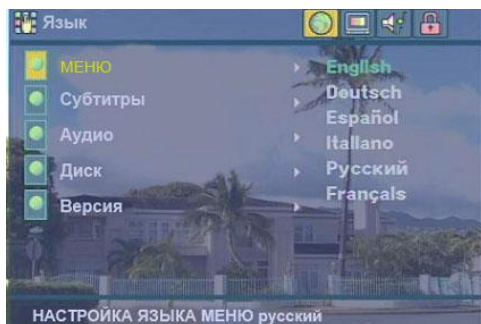 Язык
МЕНЮ
Субтитры
Аудио
Диск
Версия
English
Deutsch
Español
Itallano
Русский
Français
НАСТРОЙКА ЯЗЫКА МЕНЮ русский